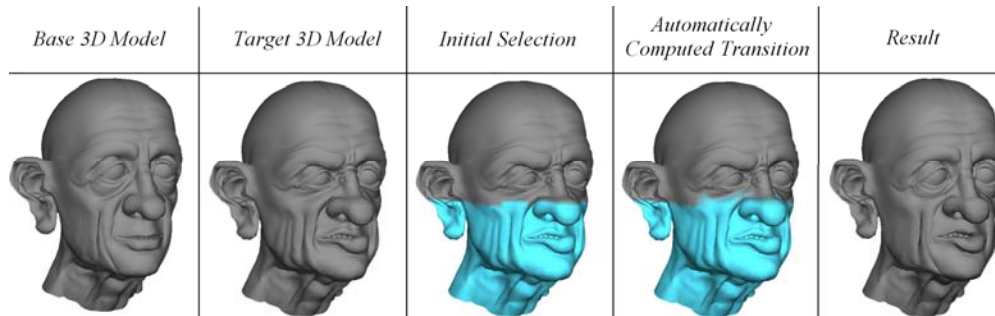 Base 3D Model
Target 3D Model
Initial Selection
Automatically
Computed Transition
Result